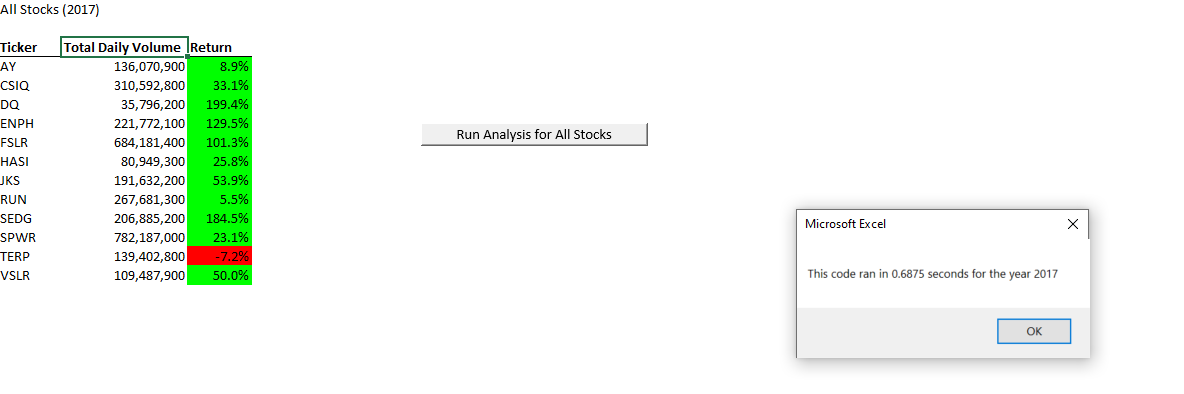 All Stocks (2017)
Ticker Total Daily Volume Return
AY 136,070,900 8.9%
CSIQ 310,592,800 33.1%
DQ 35,796,200 199.4%
ENPH 221,772,100 129.5%
FSLR 684,181,400 101.3%
HASI 80,949,300 25.8%
JKS 191,632,200 53.9%
RUN 267,681,300 5.5%
SEDG 206,885,200 184.5%
SPWR 782,187,000 23.1%
TERP 139,402,800 -7.2%
VSLR 109,487,900 50.0%
Run Analysis for All Stocks
Microsoft Excel
This code ran in 0.6875 seconds for the year 2017
OK